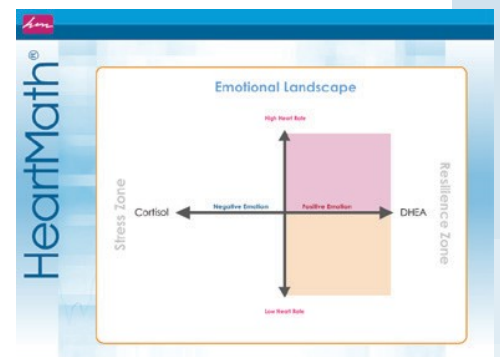 hm
HeartMath®
Emotional Landscape
High Heart Rate
Stress Zone
Cortisol
Negative Emotion
Positive Emotion
DHEA
Resilience Zone
Low Heart Rate